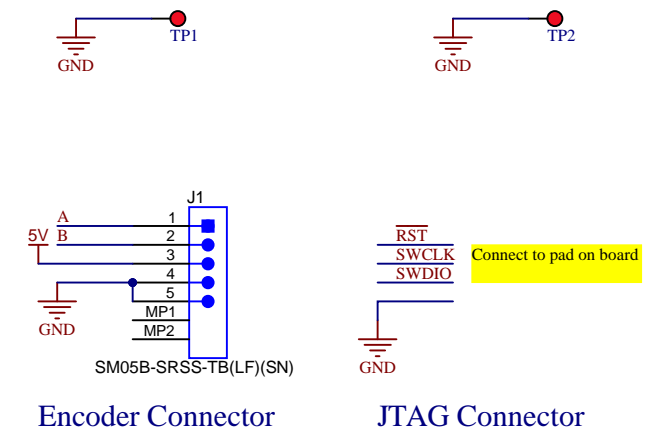 TP1
GND
TP2
GND
J1
A
1
5V
B
2
3
4
5
GND
MP1
MP2
SM05B-SRSS-TB(LF)(SN)
Encoder Connector
RST
SWCLK
SWDIO
Connect to pad on board
GND
JTAG Connector